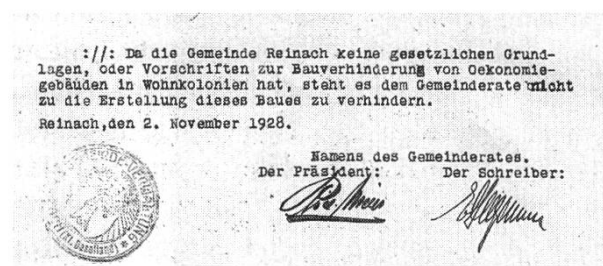 ://: Da die Gemeinde Reinach keine gesetzlichen Grund-
lagen, oder Vorschriften zur Bauverhinderung von Oekonomie-
gebäuden in Wohnkolonien hat, steht es dem Gemeinderate nicht
zu die Erstellung dieses Baues zu verhindern.
Reinach,den 2. November 1928.
Namens des Gemeinderates.
Der Präsident: Der Schreiber:
GEMEINDEVERWALTUNG
(Baselland)